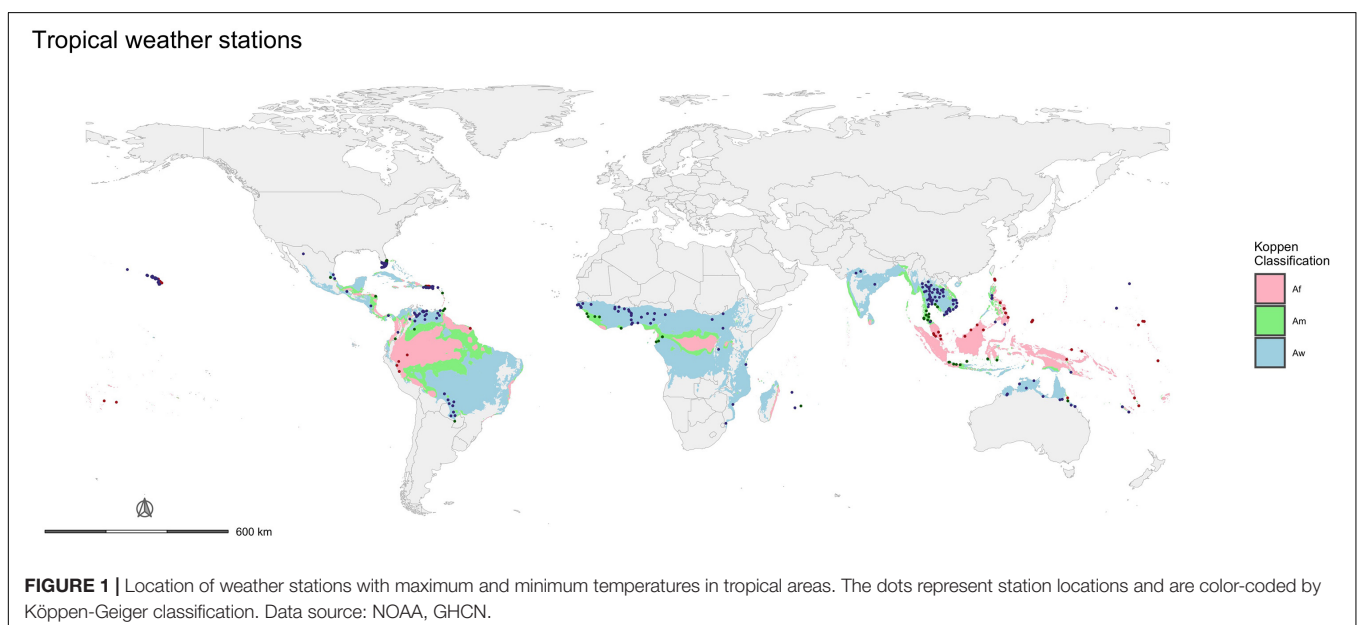 Tropical weather stations
Koppen
Classification
Af
Am
Aw
600 km
FIGURE 1 | Location of weather stations with maximum and minimum temperatures in tropical areas. The dots represent station locations and are color-coded by
Köppen-Geiger classification. Data source: NOAA, GHCN.